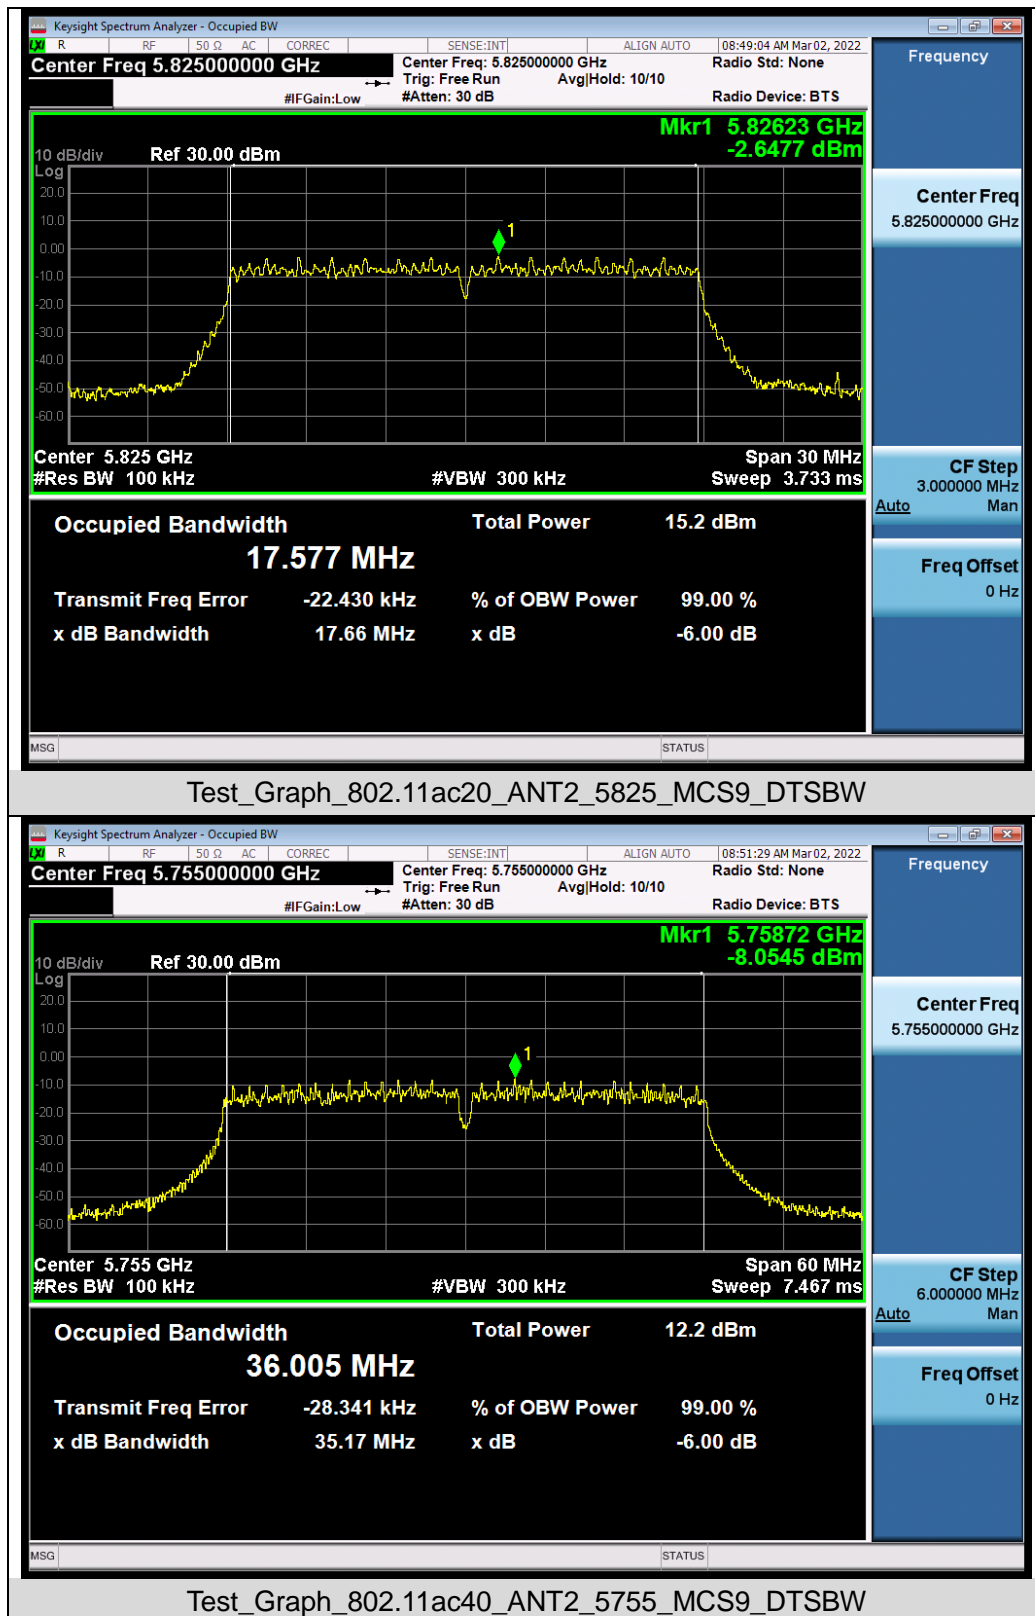 Keysight Spectrum Analyzer - Occupied BW
LXI R RF 50 Ω AC CORREC SENSE:INT ALIGN AUTO 08:49:04 AM Mar 02, 2022
Center Freq 5.825000000 GHz
Center Freq: 5.825000000 GHz Radio Std: None
Trig: Free Run Avg|Hold: 10/10
#IFGain:Low #Atten: 30 dB Radio Device: BTS
Frequency
Mkr1 5.82623 GHz
-2.6477 dBm
10 dB/div Ref 30.00 dBm
Log
20.0
10.0
0.00
-10.0
-20.0
-30.0
-40.0
-50.0
-60.0
1
Center Freq
5.825000000 GHz
Center 5.825 GHz Span 30 MHz
#Res BW 100 kHz #VBW 300 kHz Sweep 3.733 ms
CF Step
3.000000 MHz
Auto Man
Occupied Bandwidth Total Power 15.2 dBm
17.577 MHz
Freq Offset
0 Hz
Transmit Freq Error -22.430 kHz % of OBW Power 99.00 %
x dB Bandwidth 17.66 MHz x dB -6.00 dB
MSG STATUS
Test_Graph_802.11ac20_ANT2_5825_MCS9_DTSBW
Keysight Spectrum Analyzer - Occupied BW
LXI R RF 50 Ω AC CORREC SENSE:INT ALIGN AUTO 08:51:29 AM Mar 02, 2022
Center Freq 5.755000000 GHz
Center Freq: 5.755000000 GHz Radio Std: None
Trig: Free Run Avg|Hold: 10/10
#IFGain:Low #Atten: 30 dB Radio Device: BTS
Frequency
Mkr1 5.75872 GHz
-8.0545 dBm
10 dB/div Ref 30.00 dBm
Log
20.0
10.0
0.00
-10.0
-20.0
-30.0
-40.0
-50.0
-60.0
1
Center Freq
5.755000000 GHz
Center 5.755 GHz Span 60 MHz
#Res BW 100 kHz #VBW 300 kHz Sweep 7.467 ms
CF Step
6.000000 MHz
Auto Man
Occupied Bandwidth Total Power 12.2 dBm
36.005 MHz
Freq Offset
0 Hz
Transmit Freq Error -28.341 kHz % of OBW Power 99.00 %
x dB Bandwidth 35.17 MHz x dB -6.00 dB
MSG STATUS
Test_Graph_802.11ac40_ANT2_5755_MCS9_DTSBW